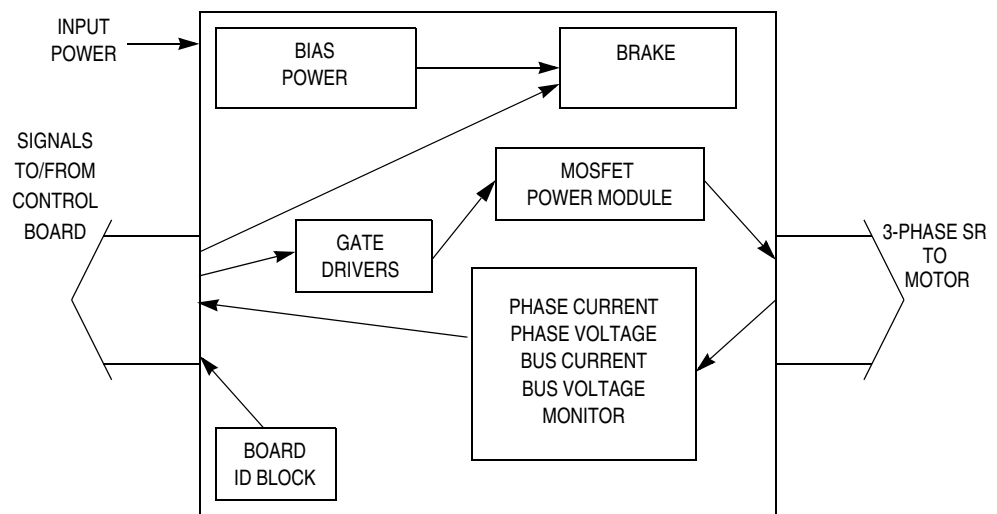 INPUT
POWER
BIAS
POWER
BRAKE
SIGNALS
TO/FROM
CONTROL
BOARD
MOSFET
POWER MODULE
GATE
DRIVERS
3-PHASE SR
TO
MOTOR
PHASE CURRENT
PHASE VOLTAGE
BUS CURRENT
BUS VOLTAGE
MONITOR
BOARD
ID BLOCK